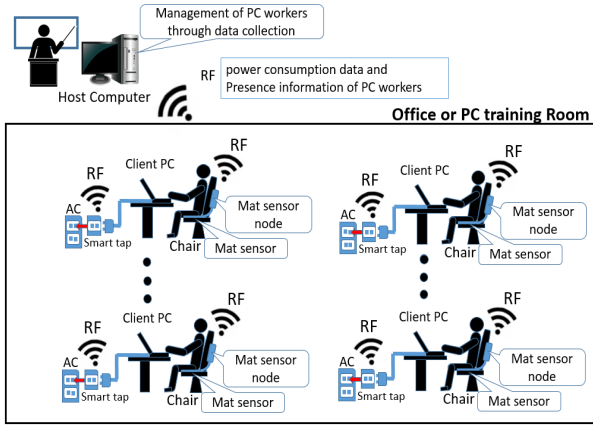 Management of PC workers
through data collection
Host Computer
RF
power consumption data and
Presence information of PC workers
Office or PC training Room
RF
Client PC
RF
AC
Smart tap
Chair
Mat sensor
node
Mat sensor
RF
Client PC
RF
AC
Smart tap
Chair
Mat sensor
node
Mat sensor
RF
Client PC
RF
AC
Smart tap
Chair
Mat sensor
node
Mat sensor
RF
Client PC
RF
AC
Smart tap
Chair
Mat sensor
node
Mat sensor